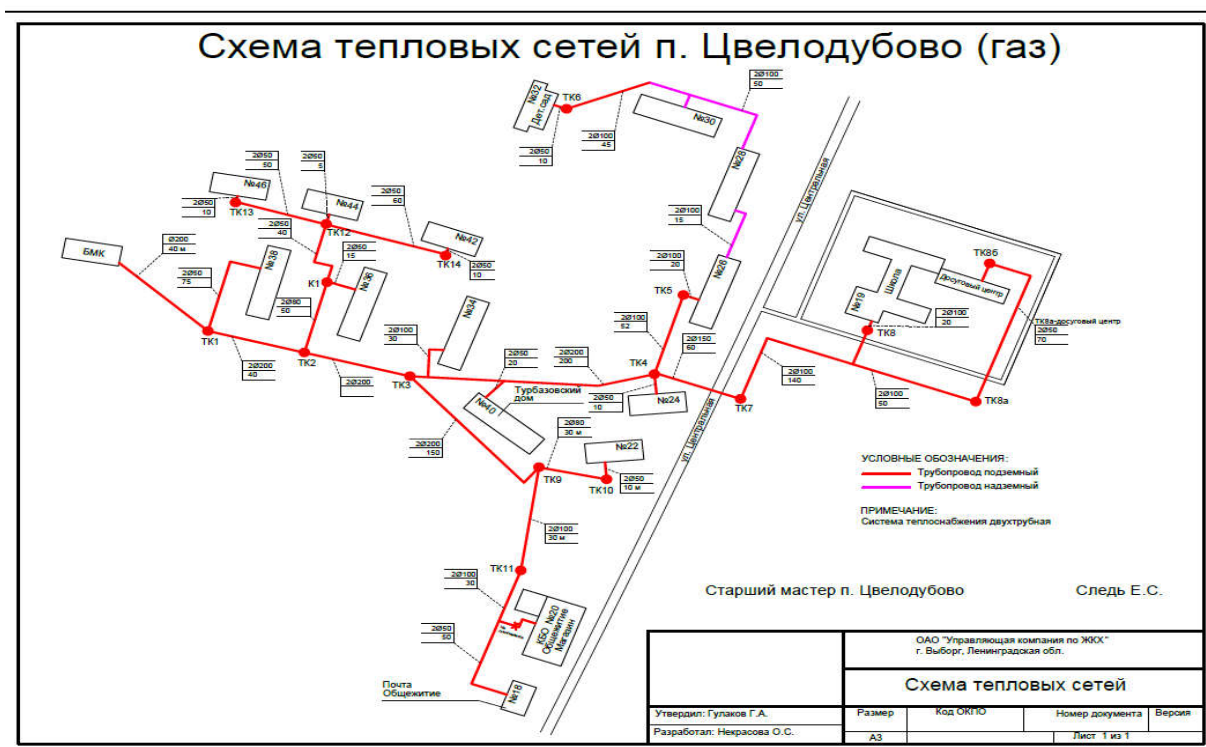 Схема тепловых сетей п. Цвелодубово (газ)
2Ø100
50
№32
Дет.сад
ТК6
№30
2Ø100
45
2Ø50
10
№28
ул. Центральная
2Ø50
50
2Ø50
5
№46
2Ø50
10
ТК13
№44
2Ø50
60
ТК12
2Ø50
40
№42
ТК14
2Ø50
10
БМК
Ø200
40 м
2Ø50
75
№38
2Ø50
15
К1
№36
2Ø80
50
2Ø100
15
2Ø100
20
№26
ТК5
ТК8б
Школа
досуговый центр
№19
ТК8
2Ø100
20
ТК8а-досуговый центр
2Ø50
70
ТК1
2Ø200
40
ТК2
2Ø200
№34
2Ø100
30
ТК3
2Ø50
20
2Ø200
200
2Ø100
52
2Ø150
60
ТК4
Турбазовский
дом
№40
2Ø50
10
№24
ТК7
2Ø100
140
2Ø100
50
ТК8а
ул. Центральная
2Ø200
150
2Ø80
30 м
№22
ТК9
ТК10
2Ø50
10 м
УСЛОВНЫЕ ОБОЗНАЧЕНИЯ:
Трубопровод подземный
Трубопровод надземный
ПРИМЕЧАНИЕ:
Система теплоснабжения двухтрубная
2Ø100
30 м
ТК11
2Ø100
30
КБО №20
Общежитие
Магазин
2Ø50
50
Почта
Общежитие
№18
Старший мастер п. Цвелодубово
Следь Е.С.
ОАО "Управляющая компания по ЖКХ"
г. Выборг, Ленинградская обл.
Схема тепловых сетей
Утвердил: Гулаков Г.А.
Размер
Код ОКПО
Номер документа
Версия
Разработал: Некрасова О.С.
А3
Лист 1 из 1